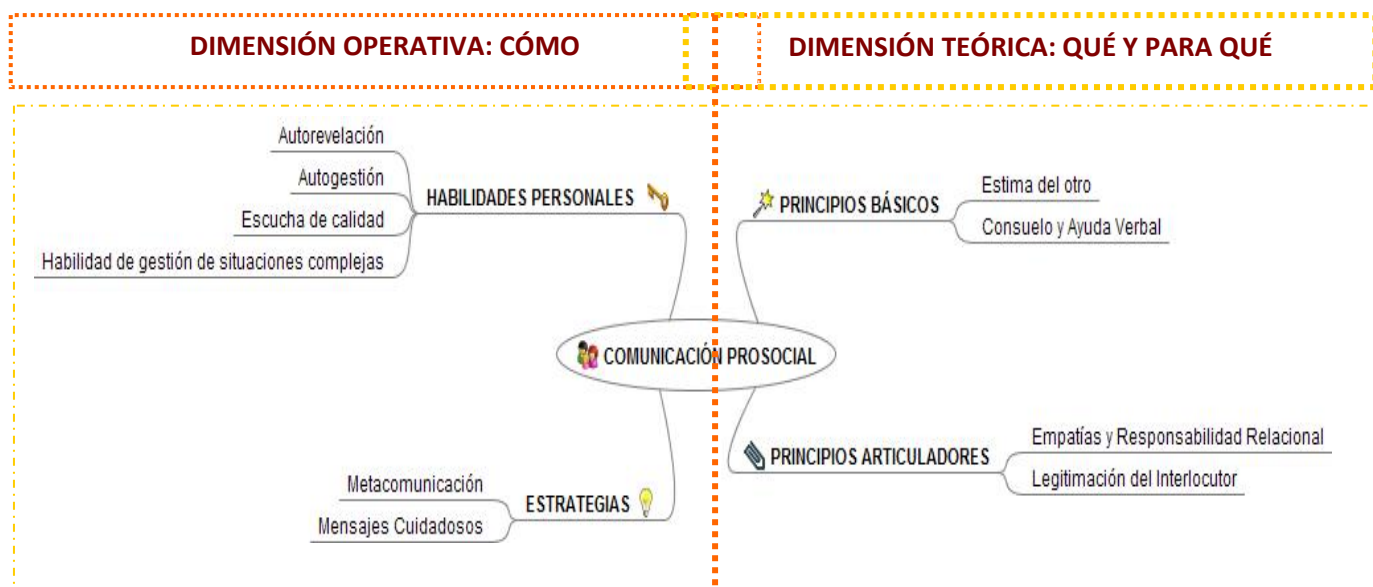 DIMENSIÓN OPERATIVA: CÓMO
DIMENSIÓN TEÓRICA: QUÉ Y PARA QUÉ
Autorevelación
Autogestión
Escucha de calidad
Habilidad de gestión de situaciones complejas
HABILIDADES PERSONALES
PRINCIPIOS BÁSICOS
Estima del otro
Consuelo y Ayuda Verbal
COMUNICACIÓN PROSOCIAL
Metacomunicación
Mensajes Cuidadosos
ESTRATEGIAS
PRINCIPIOS ARTICULADORES
Empatías y Responsabilidad Relacional
Legitimación del Interlocutor